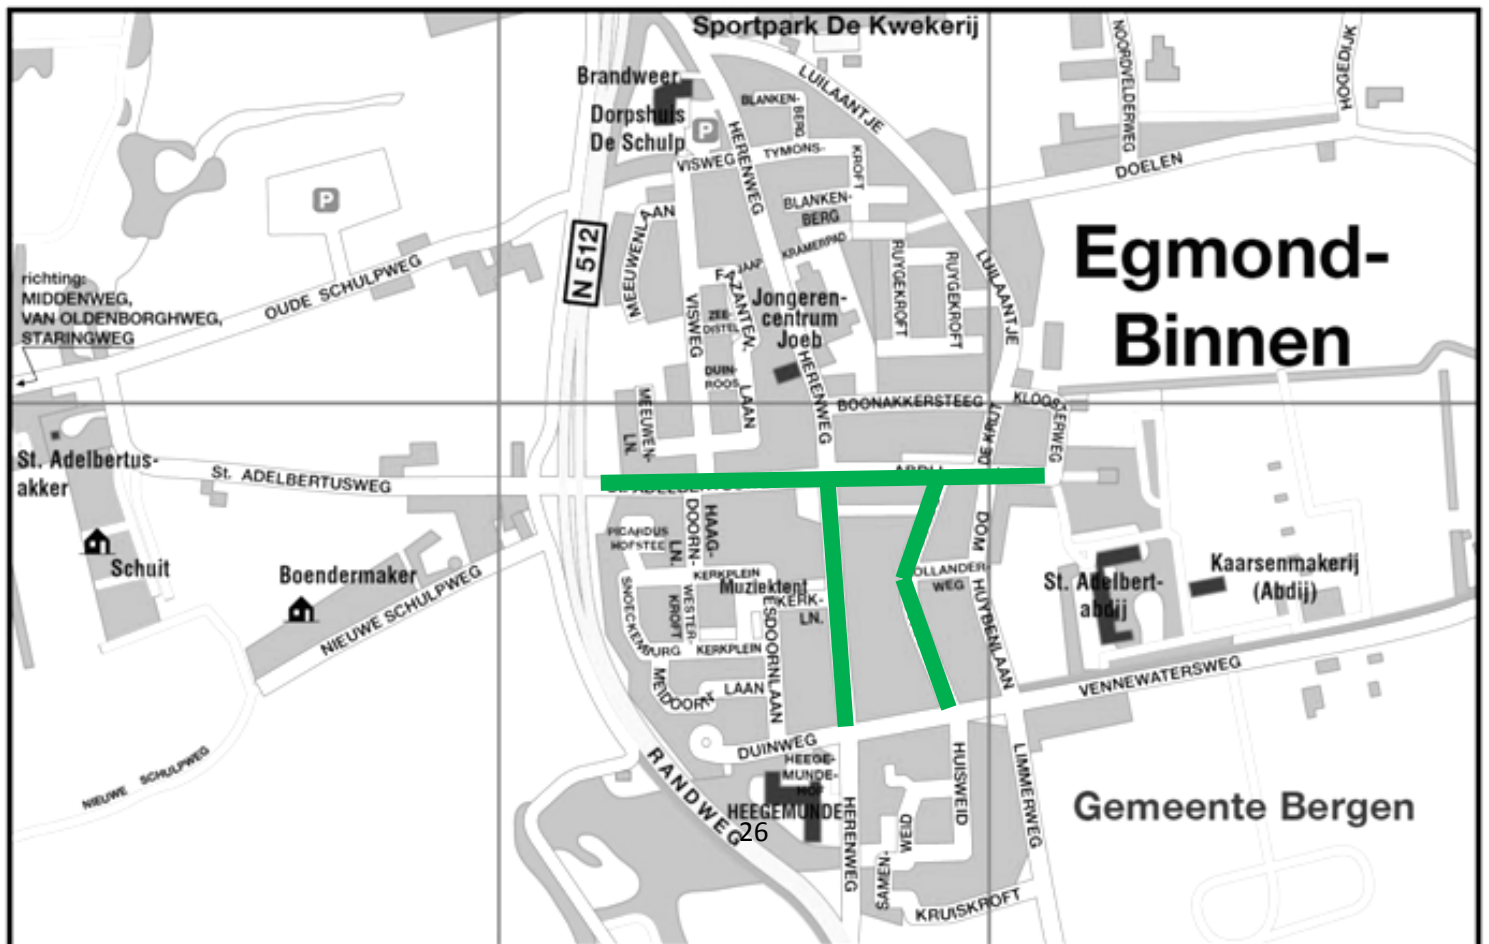 Sportpark De Kwekerij
Brandweer
Dorpshuis
De Schulp
P
LUILAANTJE
BLANKEN-
BERG
HERENWEG
VISWEG
TYMONS-
KROFT
BLANKEN-
BERG
KRAMERPAD
NOORDVELDERWEG
HOGEDIJK
DOELEN
P
MEEUWENLAAN
N 512
OUDE SCHULPWEG
richting:
MIDDENWEG,
VAN OLDENBORGHWEG,
STARINGWEG
Egmond-
Binnen
JAAP
VISWEG
ZEE-
DISTEL
DUIN-
ROOS
LAAN
Jongeren-
centrum
Joeb
RUYGEKROFT
RUYGEKROFT
LUILAANTJE
HERENWEG
BOONAKKERSTEEG
KLOOSTERWEG
MEEUWEN-
LN.
St. Adelbertus-
akker
St. ADELBERTUSWEG
Schuit
Boendermaker
NIEUWE SCHULPWEG
NIEUWE SCHULPWEG
PICARDUS
HOFSTEE
HAAG-
DOORN-
LN.
KERKPLEIN
Muziektent
KERK-
LN.
WESTER-
KROFT
KERKPLEIN
ESDOORNLAAN
LAAN
DUINWEG
RANDWEG
HEEGE-
MUNDE-
HOF
HEEGEMUNDE
26
HERENWEG
SAMEN-
WEID
HUISWEID
LIMMERWEG
KRUISKROFT
DOM HUYBENLAAN
WEG
St. Adelbert-
abdij
Kaarsenmakerij
(Abdij)
VENNEWATERSWEG
Gemeente Bergen